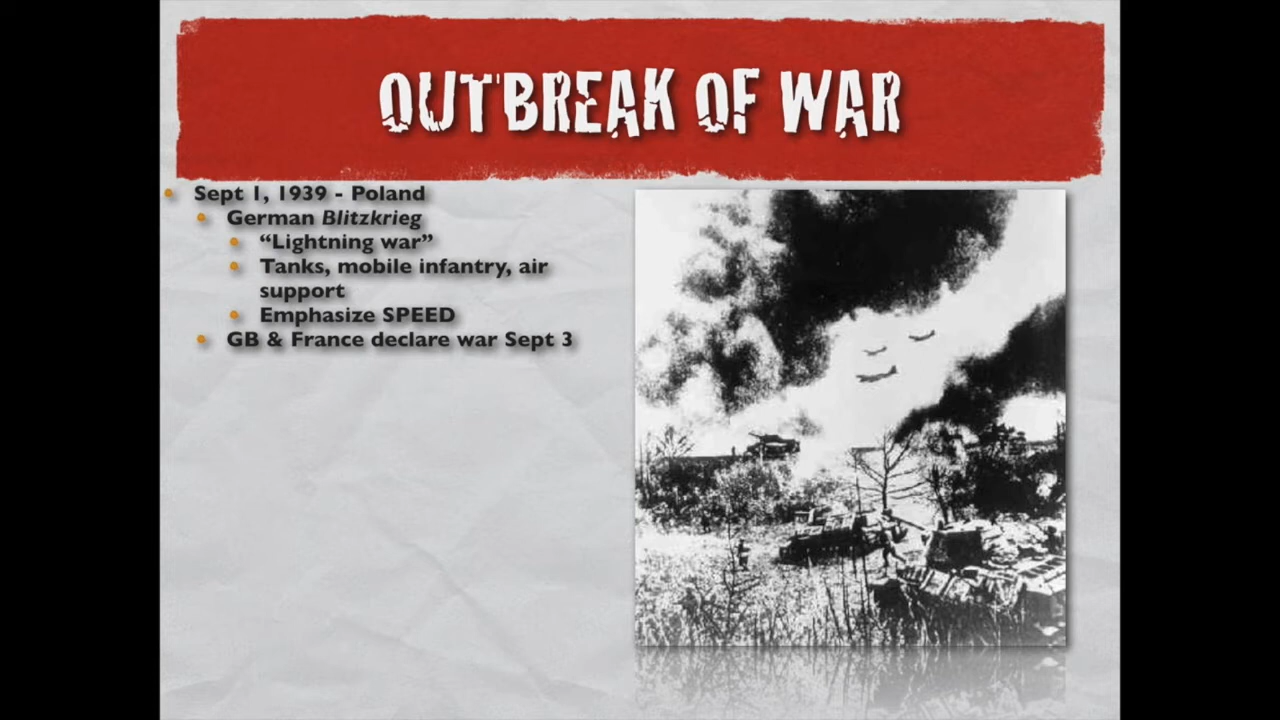 OUTBREAK OF WAR
Sept 1, 1939 - Poland
German Blitzkrieg
“Lightning war”
Tanks, mobile infantry, air
support
Emphasize SPEED
GB & France declare war Sept 3